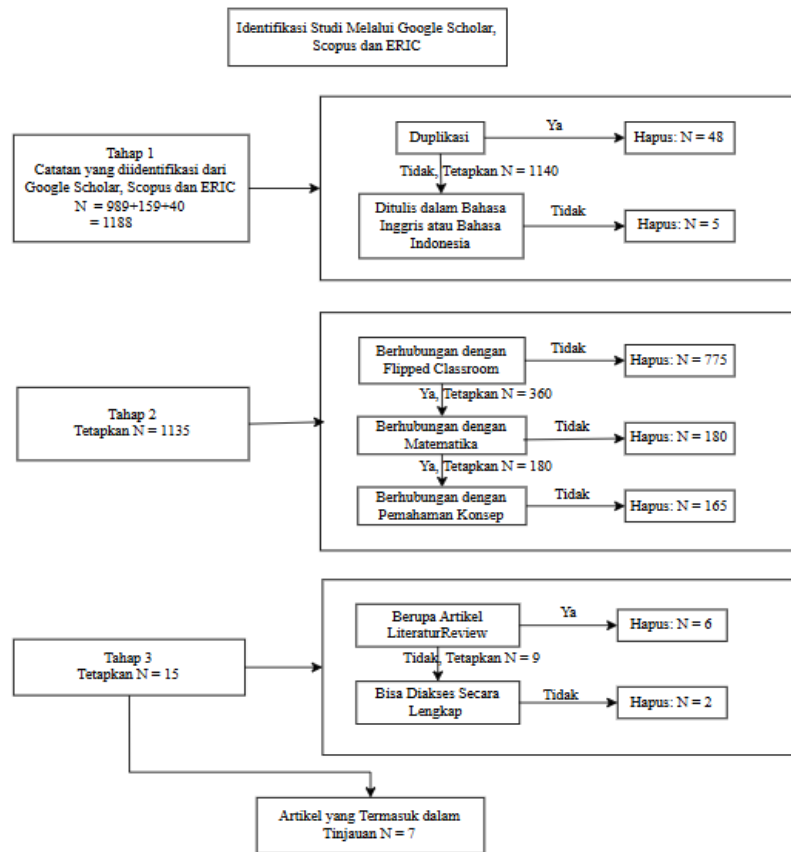 Identifikasi Studi Melalui Google Scholar,
Scopus dan ERIC
Tahap 1
Catatan yang diidentifikasi dari
Google Scholar, Scopus dan ERIC
N = 989+159+40
= 1188
Duplikasi
Ya
Hapus: N = 48
Tidak, Tetapkan N = 1140
Ditulis dalam Bahasa
Inggris atau Bahasa
Indonesia
Tidak
Hapus: N = 5
Tahap 2
Tetapkan N = 1135
Berhubungan dengan
Flipped Classroom
Tidak
Hapus: N = 775
Ya, Tetapkan N = 360
Berhubungan dengan
Matematika
Tidak
Hapus: N = 180
Ya, Tetapkan N = 180
Berhubungan dengan
Pemahaman Konsep
Tidak
Hapus: N = 165
Tahap 3
Tetapkan N = 15
Berupa Artikel
LiteraturReview
Ya
Hapus: N = 6
Tidak, Tetapkan N = 9
Bisa Diakses Secara
Lengkap
Tidak
Hapus: N = 2
Artikel yang Termasuk dalam
Tinjauan N = 7